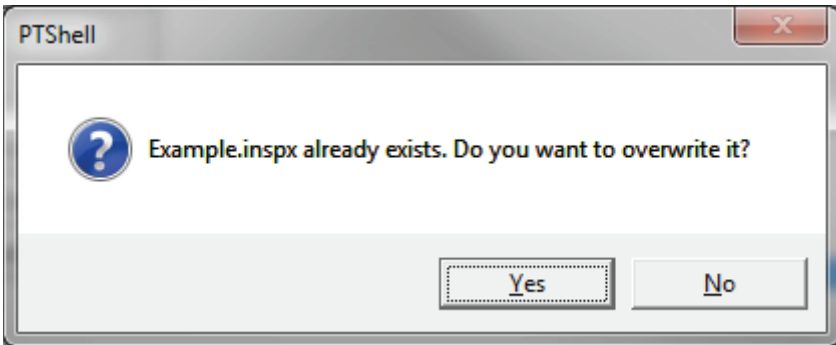 PTShell
Example.inspx already exists. Do you want to overwrite it?
Yes
No